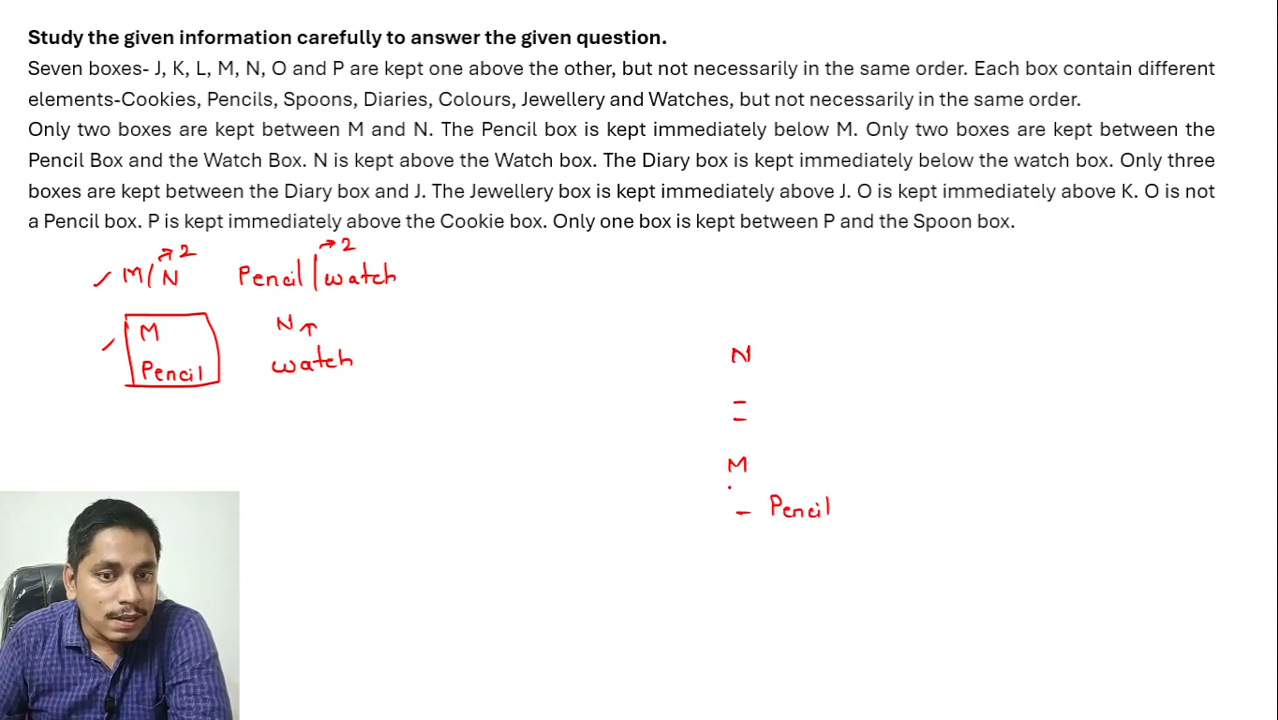 Study the given information carefully to answer the given question.
Seven boxes- J, K, L, M, N, O and P are kept one above the other, but not necessarily in the same order. Each box contain different
elements-Cookies, Pencils, Spoons, Diaries, Colours, Jewellery and Watches, but not necessarily in the same order.
Only two boxes are kept between M and N. The Pencil box is kept immediately below M. Only two boxes are kept between the
Pencil Box and the Watch Box. N is kept above the Watch box. The Diary box is kept immediately below the watch box. Only three
boxes are kept between the Diary box and J. The Jewellery box is kept immediately above J. O is kept immediately above K. O is not
a Pencil box. P is kept immediately above the Cookie box. Only one box is kept between P and the Spoon box.
✓ M/N → 2 Pencil | watch → 2
✓ M
Pencil
N ↑
watch
N
=
M
- Pencil